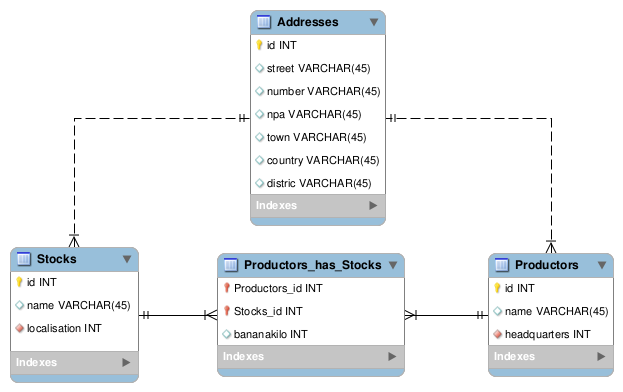 Addresses
id INT
street VARCHAR(45)
number VARCHAR(45)
npa VARCHAR(45)
town VARCHAR(45)
country VARCHAR(45)
distric VARCHAR(45)
Indexes
Stocks
id INT
name VARCHAR(45)
localisation INT
Indexes
Productors_has_Stocks
Productors_id INT
Stocks_id INT
bananakilo INT
Indexes
Productors
id INT
name VARCHAR(45)
headquarters INT
Indexes